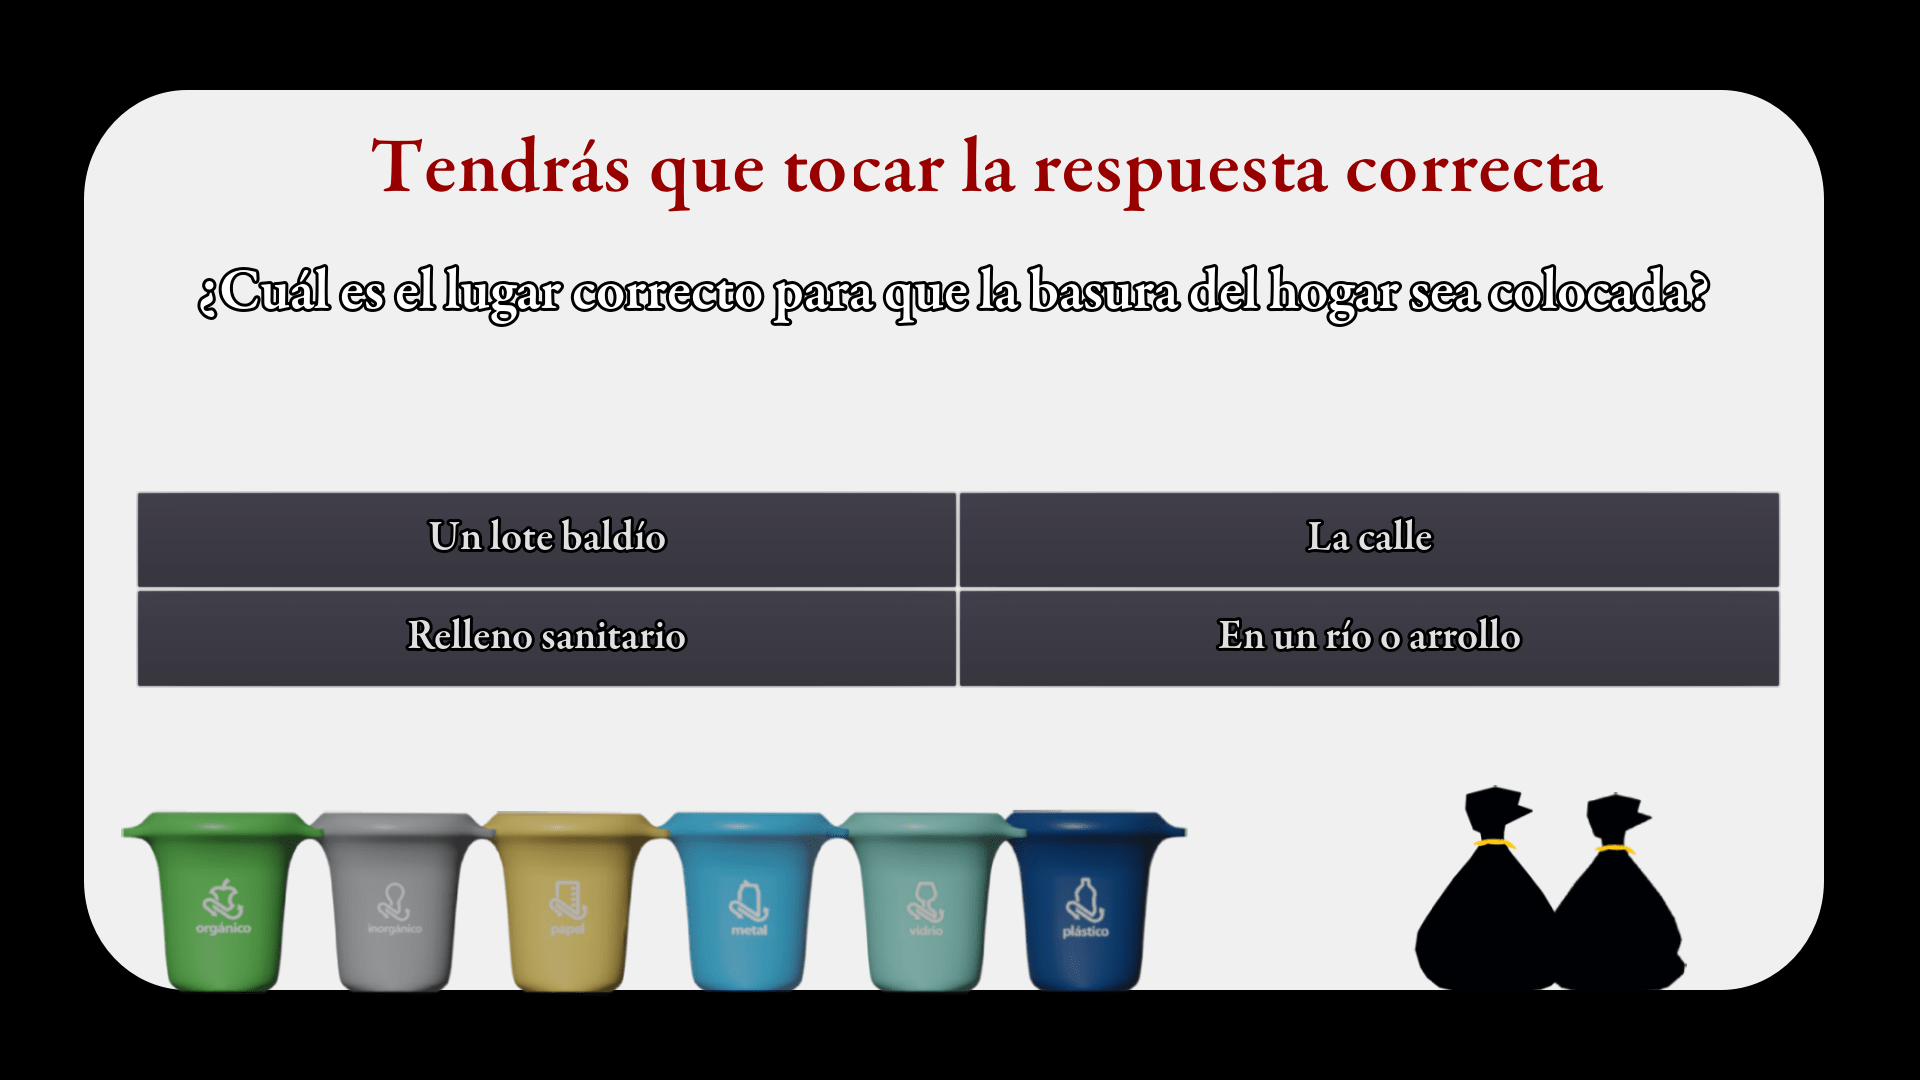 Tendrás que tocar la respuesta correcta
¿Cuál es el lugar correcto para que la basura del hogar sea colocada?
Un lote baldío
La calle
Relleno sanitario
En un río o arrollo
orgánico
inorgánico
papel
metal
vidrio
plástico